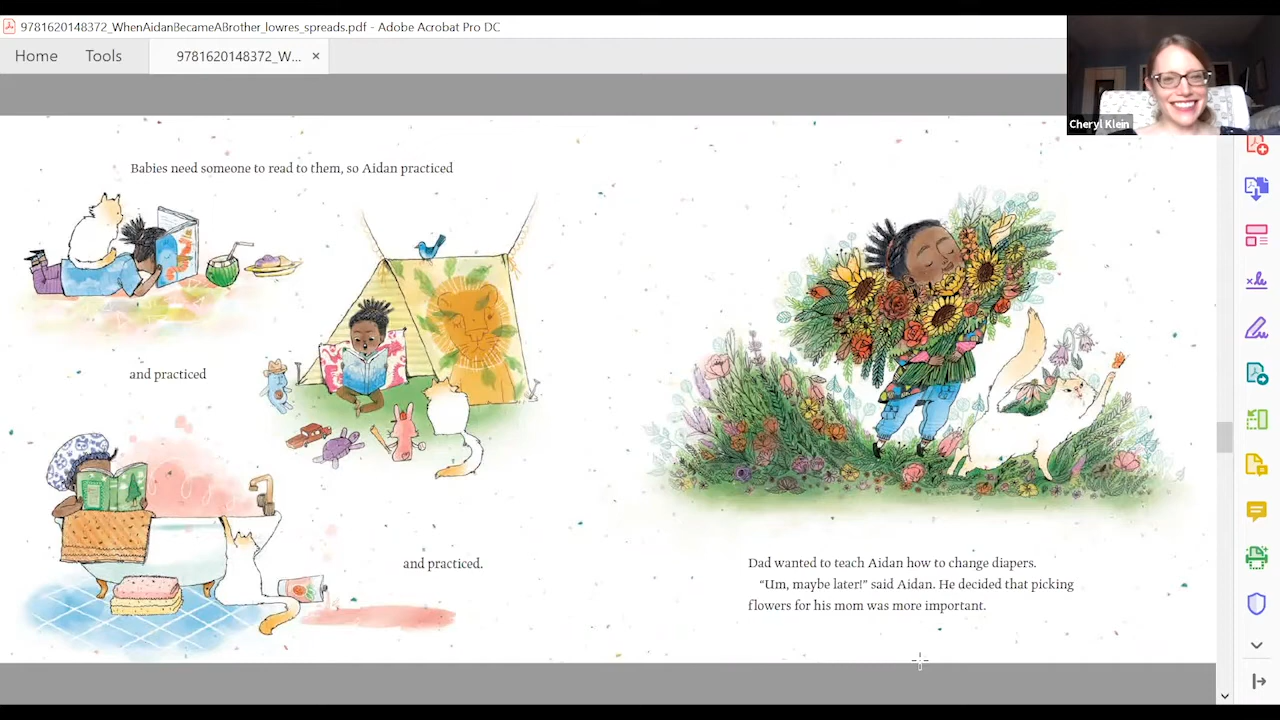 9781620148372_WhenAidanBecameABrother_lowres_spreads.pdf - Adobe Acrobat Pro DC
Home Tools 9781620148372_W... ×
Cheryl Klein
Babies need someone to read to them, so Aidan practiced
and practiced
and practiced.
Dad wanted to teach Aidan how to change diapers.
“Um, maybe later!” said Aidan. He decided that picking
flowers for his mom was more important.